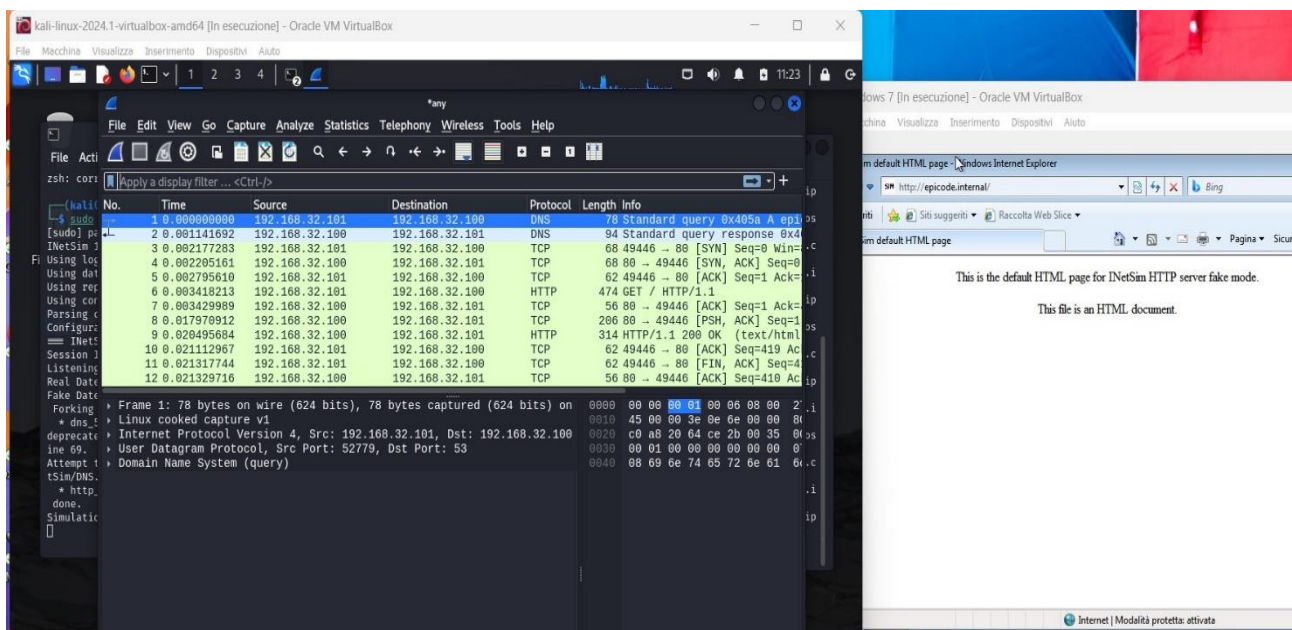 kali-linux-2024.1-virtualbox-amd64 [In esecuzione] - Oracle VM VirtualBox
File Macchina Visualizza Inserimento Dispositivi Aiuto
1 2 3 4 11:23
*any
File Edit View Go Capture Analyze Statistics Telephony Wireless Tools Help
Apply a display filter ... <Ctrl-/>
No. Time Source Destination Protocol Length Info
1 0.000000000 192.168.32.101 192.168.32.100 DNS 78 Standard query 0x405a A epi
2 0.001141692 192.168.32.100 192.168.32.101 DNS 94 Standard query response 0x4
3 0.002177283 192.168.32.101 192.168.32.100 TCP 68 49446 → 80 [SYN] Seq=0 Win=
4 0.002205161 192.168.32.100 192.168.32.101 TCP 68 80 → 49446 [SYN, ACK] Seq=0
5 0.002795610 192.168.32.101 192.168.32.100 TCP 62 49446 → 80 [ACK] Seq=1 Ack=
6 0.003418213 192.168.32.101 192.168.32.100 HTTP 474 GET / HTTP/1.1
7 0.003429989 192.168.32.100 192.168.32.101 TCP 56 80 → 49446 [ACK] Seq=1 Ack=
8 0.017970912 192.168.32.100 192.168.32.101 TCP 206 80 → 49446 [PSH, ACK] Seq=1
9 0.020495684 192.168.32.100 192.168.32.101 HTTP 314 HTTP/1.1 200 OK (text/html
10 0.021112967 192.168.32.101 192.168.32.100 TCP 62 49446 → 80 [ACK] Seq=419 Ac
11 0.021317744 192.168.32.101 192.168.32.100 TCP 62 49446 → 80 [FIN, ACK] Seq=4
12 0.021329716 192.168.32.100 192.168.32.101 TCP 56 80 → 49446 [ACK] Seq=410 Ac
Frame 1: 78 bytes on wire (624 bits), 78 bytes captured (624 bits) on
Linux cooked capture v1
Internet Protocol Version 4, Src: 192.168.32.101, Dst: 192.168.32.100
User Datagram Protocol, Src Port: 52779, Dst Port: 53
Domain Name System (query)
0000 00 00 00 01 00 06 08 00 2
0010 45 00 00 3e 0e 6e 00 00 8
0020 c0 a8 20 64 ce 2b 00 35 0
0030 00 01 00 00 00 00 00 00 0
0040 08 69 6e 74 65 72 6e 61 6
File Acti
zsh: cor
(kali
$ sudo
[sudo] pa
INetSim 1
Using log
Using dat
Using rep
Using con
Parsing c
Configura
=== INetS
Session I
Listening
Real Date
Fake Date
Forking
* dns_5
deprecate
ine 69.
Attempt t
tSim/DNS.
* http_
done.
Simulatio
dows 7 [In esecuzione] - Oracle VM VirtualBox
cchina Visualizza Inserimento Dispositivi Aiuto
m default HTML page - Windows Internet Explorer
http://epicode.internal/ Bing
riti Siti suggeriti Raccolta Web Slice
im default HTML page Pagina Sicur
This is the default HTML page for INetSim HTTP server fake mode.
This file is an HTML document.
Internet | Modalità protetta: attivata